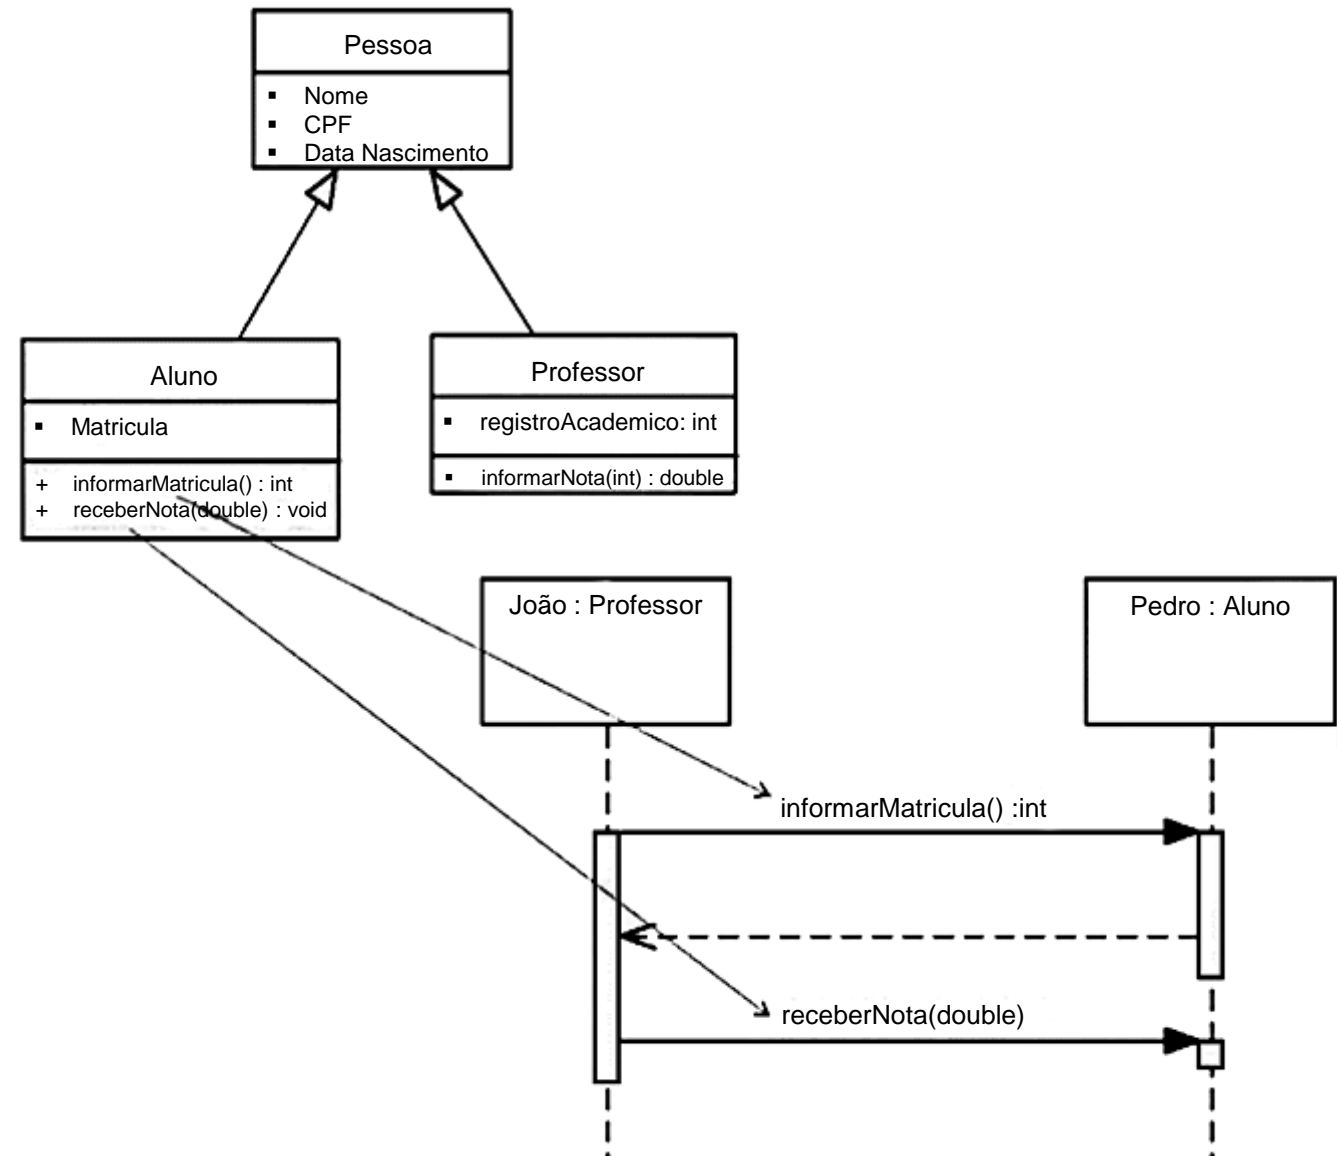 Pessoa
▪ Nome
▪ CPF
▪ Data Nascimento
Aluno
▪ Matricula
+ informarMatricula() : int
+ receberNota(double) : void
Professor
▪ registroAcademico: int
▪ informarNota(int) : double
João : Professor
Pedro : Aluno
informarMatricula() :int
receberNota(double)